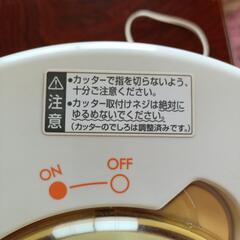 注意
●カッターで指を切らないよう、
十分ご注意ください。
●カッター取付けネジは絶対に
ゆるめないでください。
(カッターのでしろは調整済みです。)
ON OFF